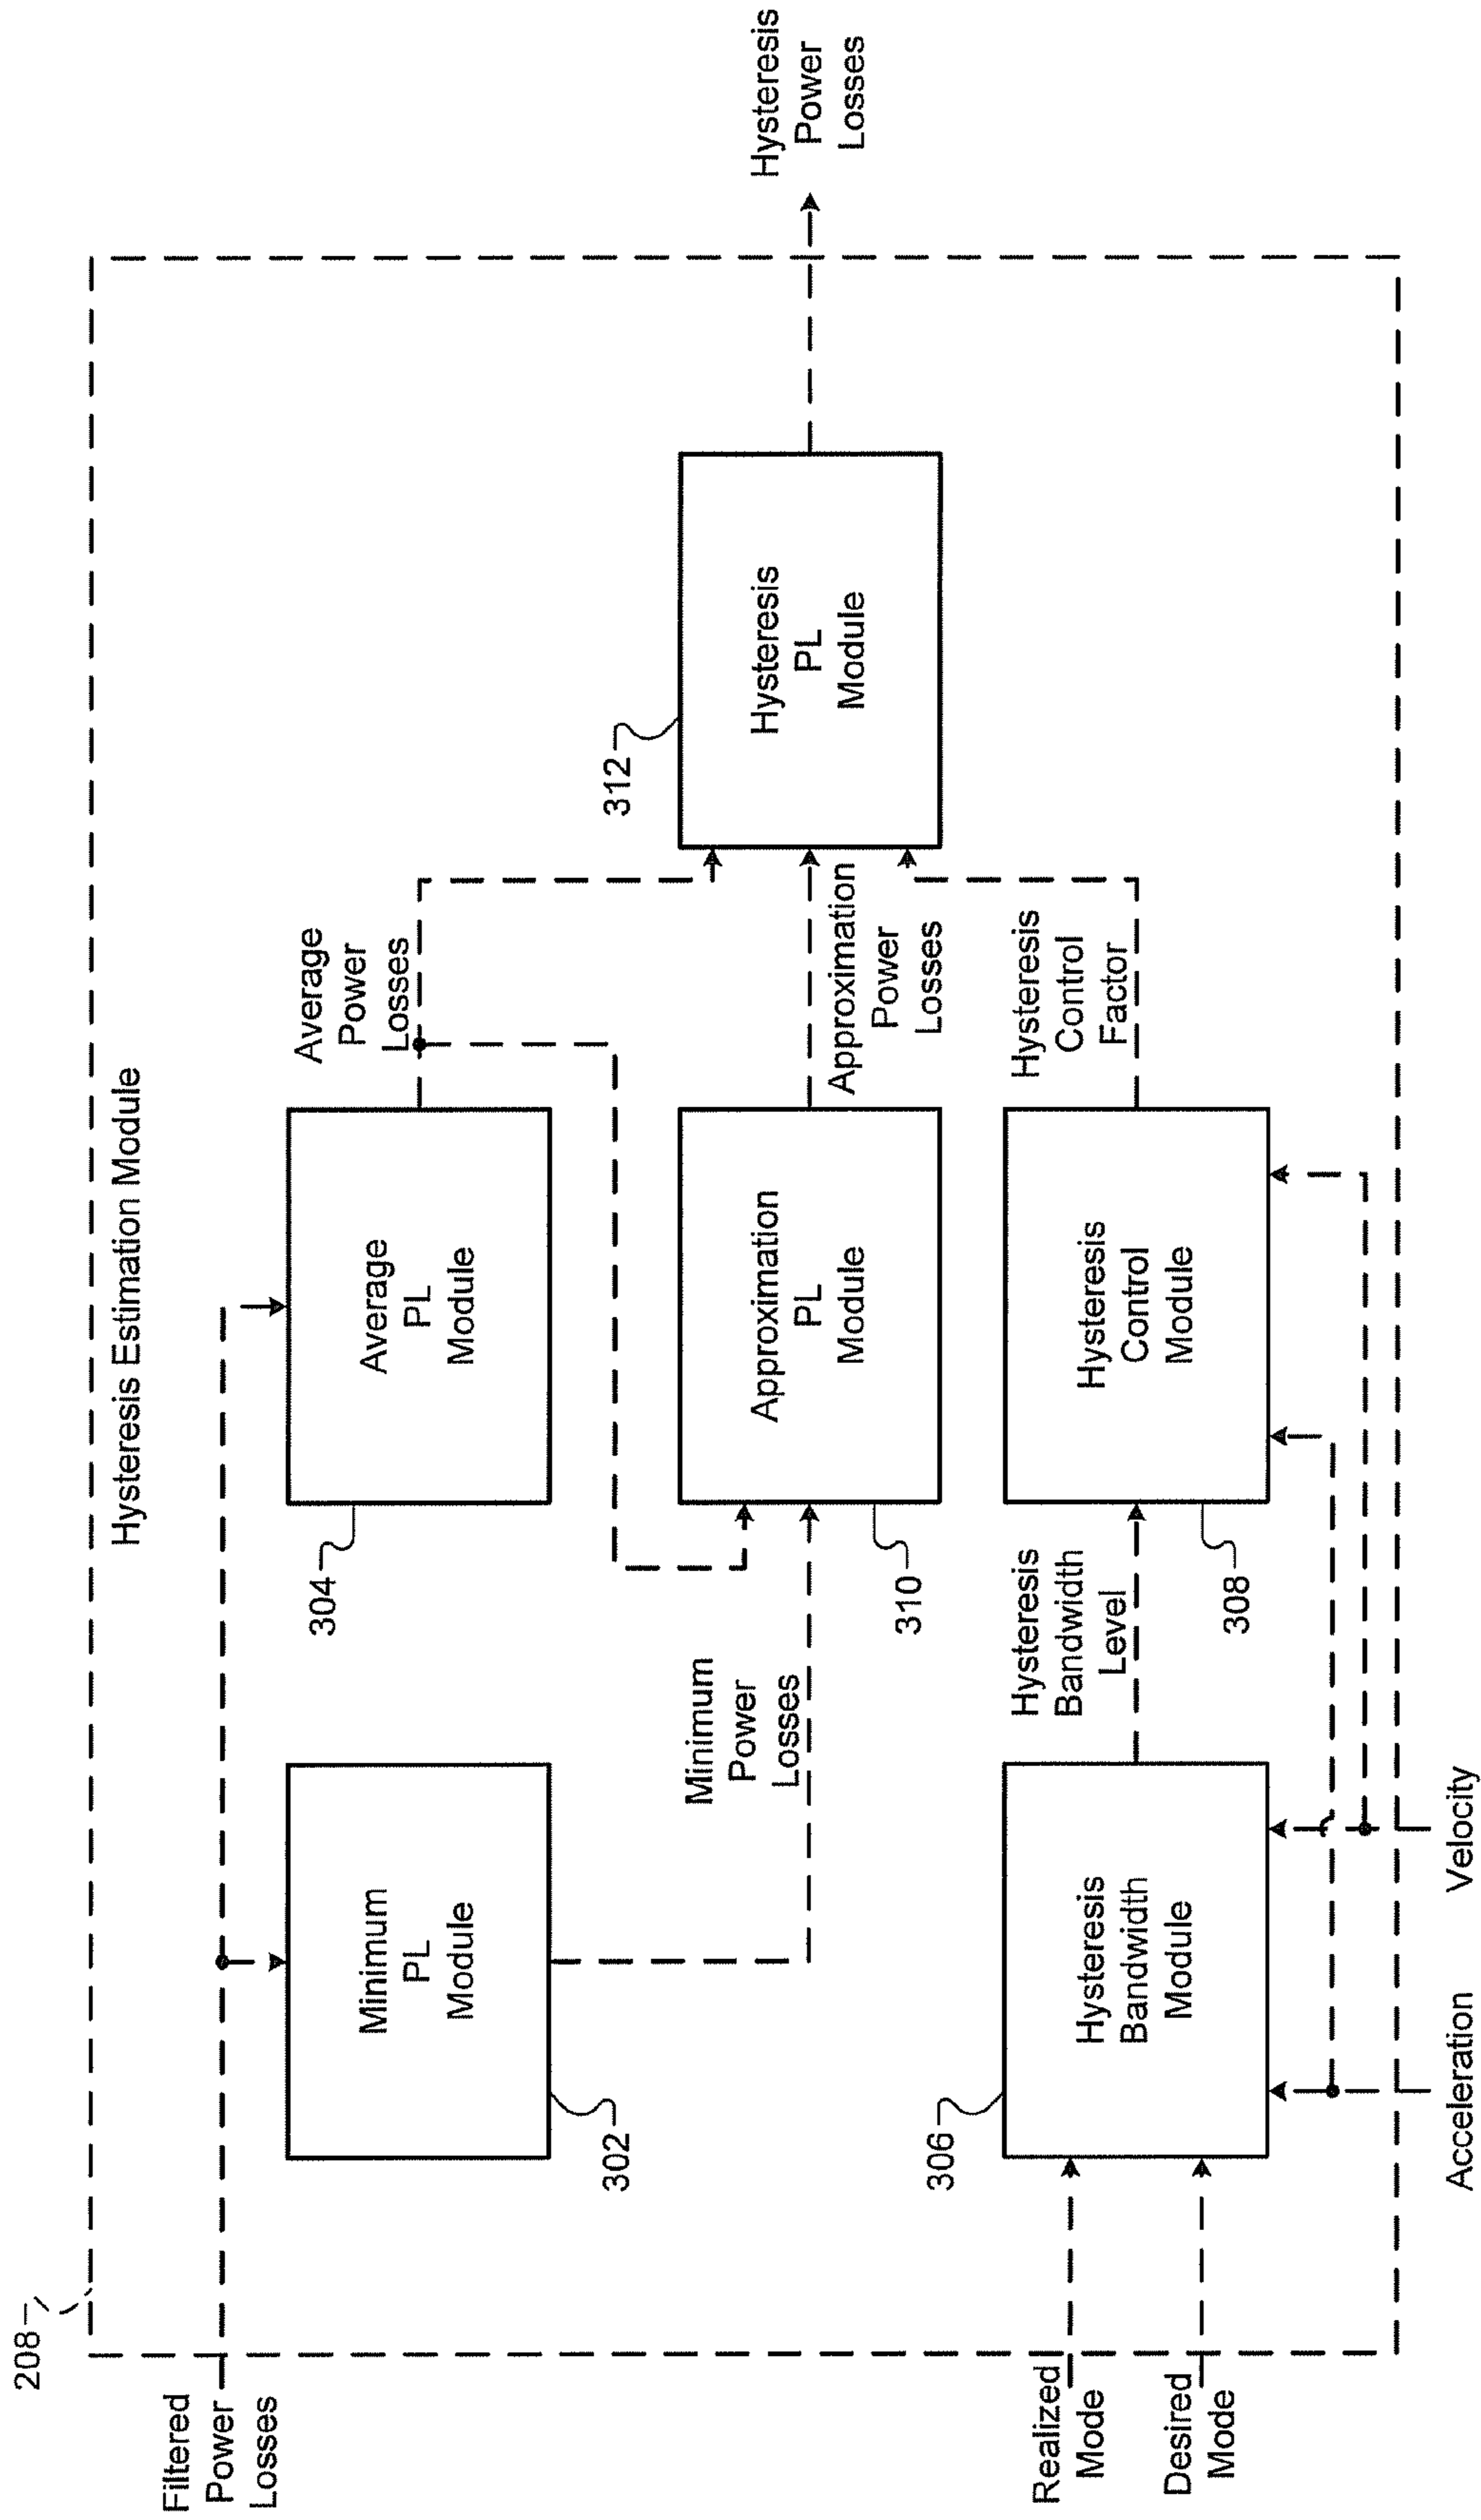 208
Hysteresis Estimation Module
Filtered
Power
Losses
Minimum
PL
Module
302
Average
PL
Module
304
Average
Power
Losses
Minimum
Power
Losses
Approximation
PL
Module
310
Approximation
Power
Losses
312
Hysteresis
PL
Module
Hysteresis
Power
Losses
Realized
Mode
Desired
Mode
306
Hysteresis
Bandwidth
Module
Hysteresis
Bandwidth
Level
Hysteresis
Control
Module
308
Hysteresis
Control
Factor
Acceleration
Velocity